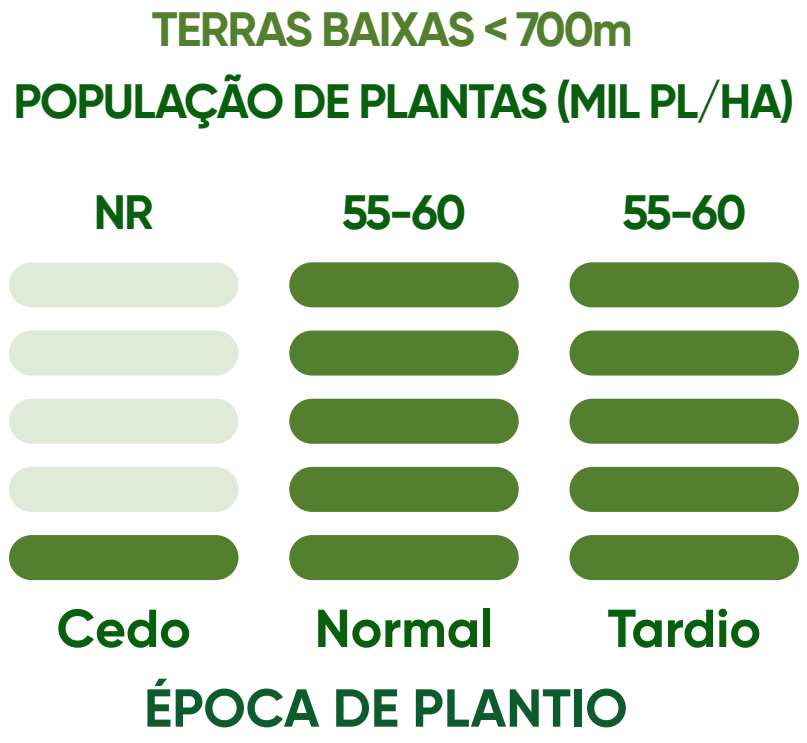 TERRAS BAIXAS < 700m
POPULAÇÃO DE PLANTAS (MIL PL/HA)
NR 55-60 55-60
Cedo Normal Tardio
ÉPOCA DE PLANTIO